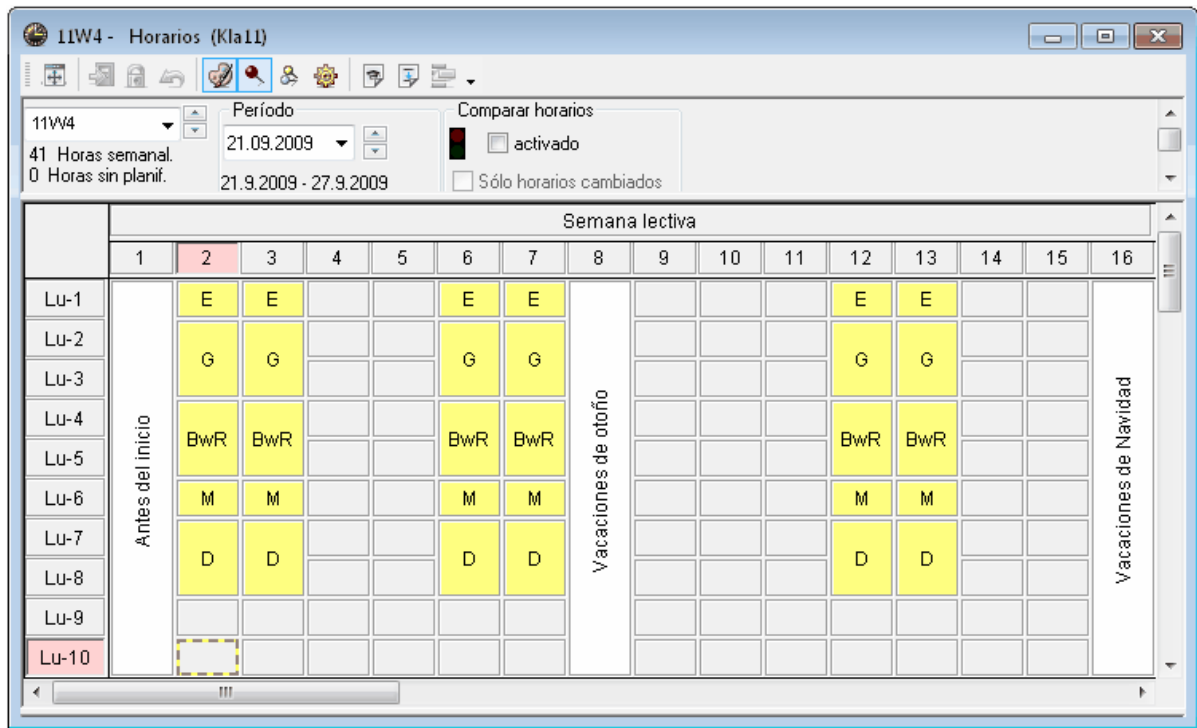 11W4 - Horarios (Kla11)
11W4
41 Horas semanal.
0 Horas sin planif.
Período
21.09.2009
21.9.2009 - 27.9.2009
Comparar horarios
activado
Sólo horarios cambiados
Semana lectiva
1 2 3 4 5 6 7 8 9 10 11 12 13 14 15 16
Lu-1 E E E E E E
Lu-2
G G G G G G
Lu-3
Lu-4
BwR BwR BwR BwR BwR BwR
Lu-5
Lu-6 M M M M M M
Lu-7
D D D D D D
Lu-8
Lu-9
Lu-10
Antes del inicio
Vacaciones de otoño
Vacaciones de Navidad